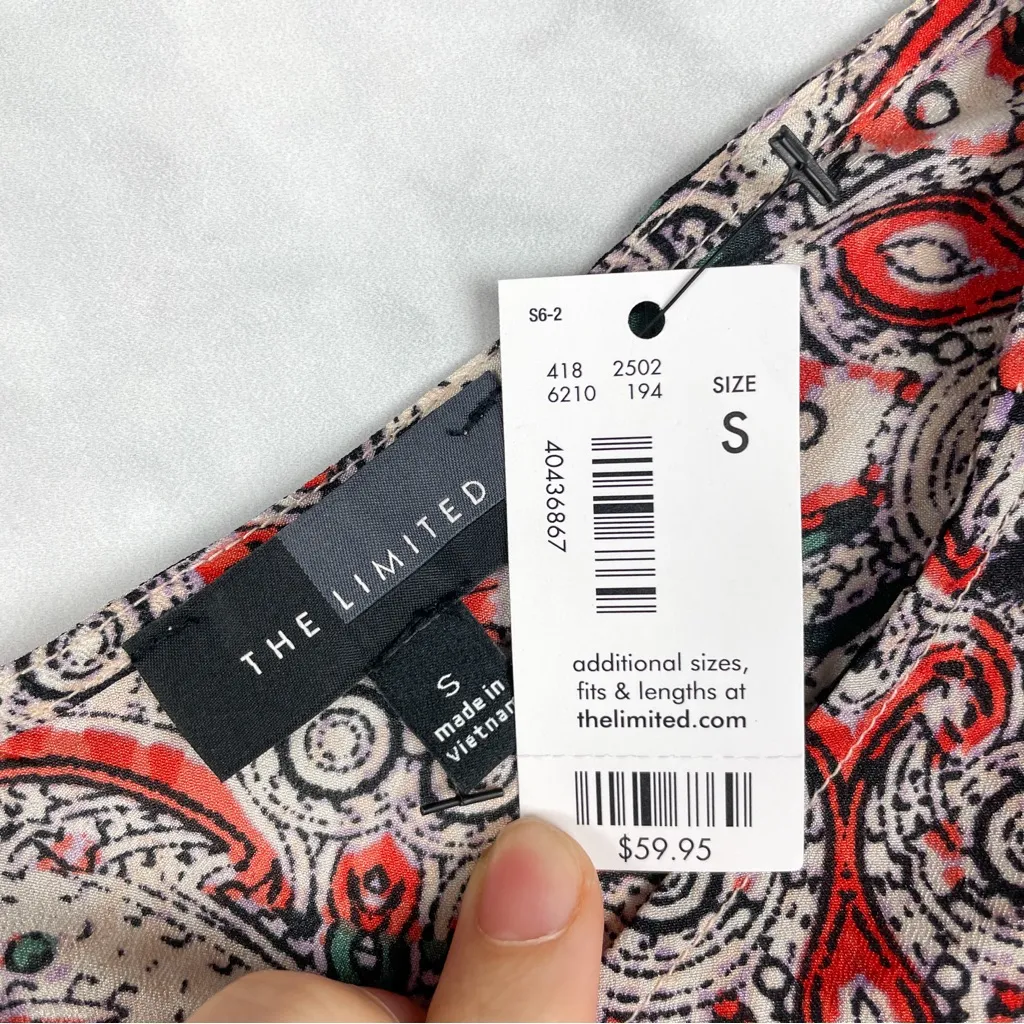 S6-2
418 2502
6210 194
SIZE
S
40436867
additional sizes,
fits & lengths at
thelimited.com
$59.95
THE LIMITED
S
made in
vietnam